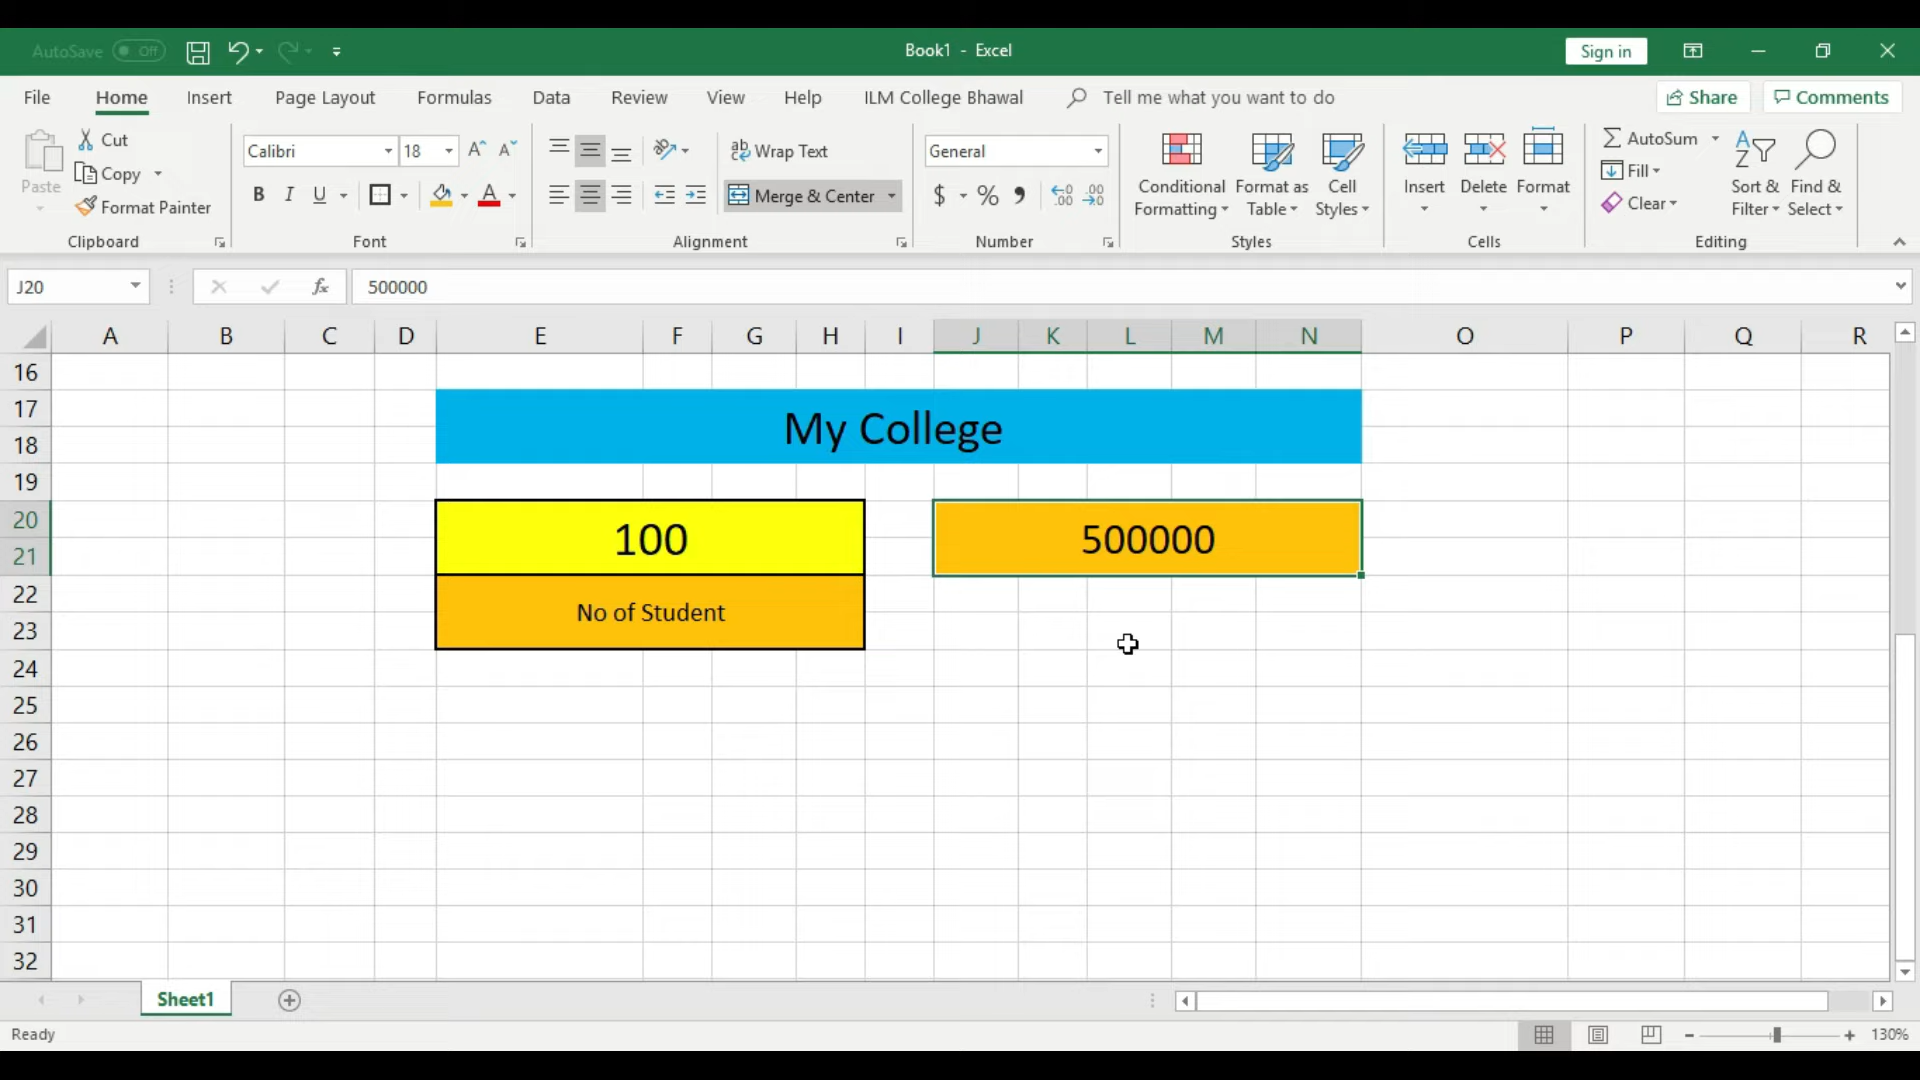 AutoSave Off
Book1 - Excel
Sign in
File Home Insert Page Layout Formulas Data Review View Help ILM College Bhawal Tell me what you want to do
Share Comments
Paste
Cut
Copy
Format Painter
Clipboard
Calibri 18
B I U
Font
Wrap Text
Merge & Center
Alignment
General
$ % ,
Number
Conditional Formatting
Format as Table
Cell Styles
Styles
Insert Delete Format
Cells
AutoSum
Fill
Clear
Sort & Filter
Find & Select
Editing
J20 fx 500000
A B C D E F G H I J K L M N O P Q R
16
17
My College
18
19
20
100 500000
21
22
No of Student
23
24
25
26
27
28
29
30
31
32
Sheet1
Ready
130%